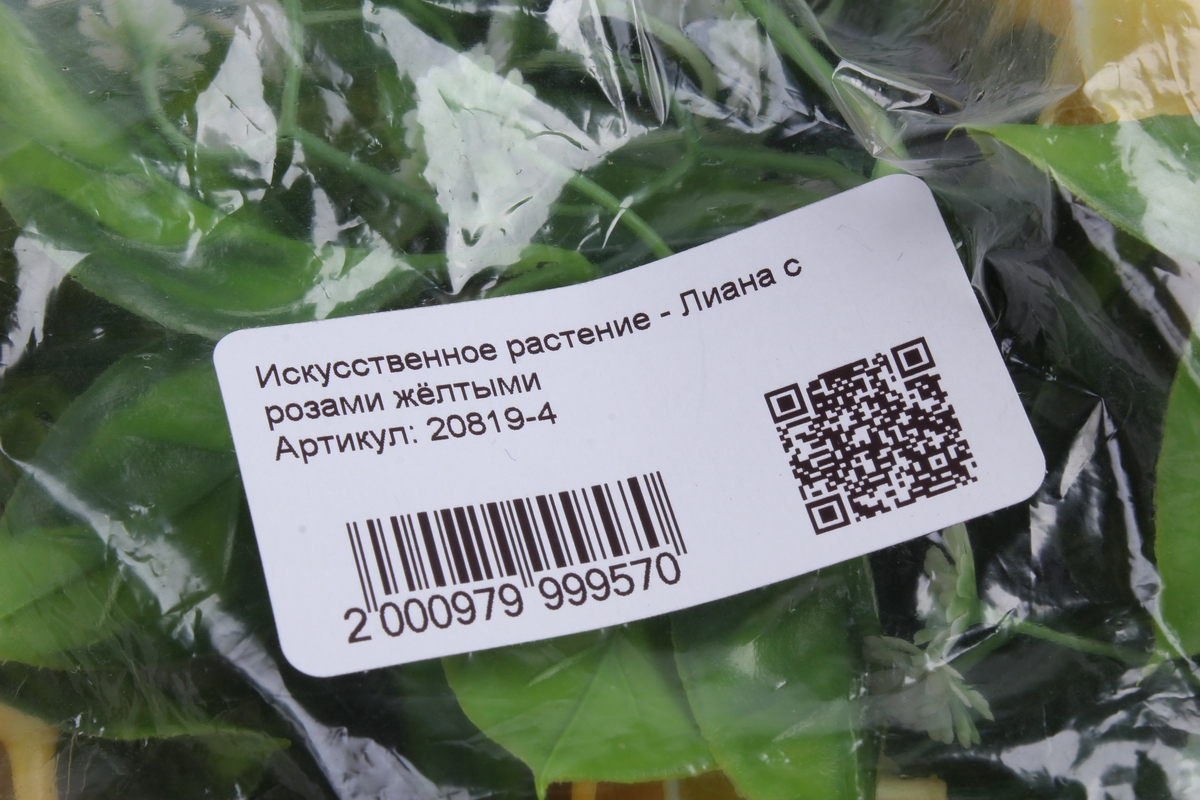 Искусственное растение - Лиана с
розами жёлтыми
Артикул: 20819-4
2 000979 999570